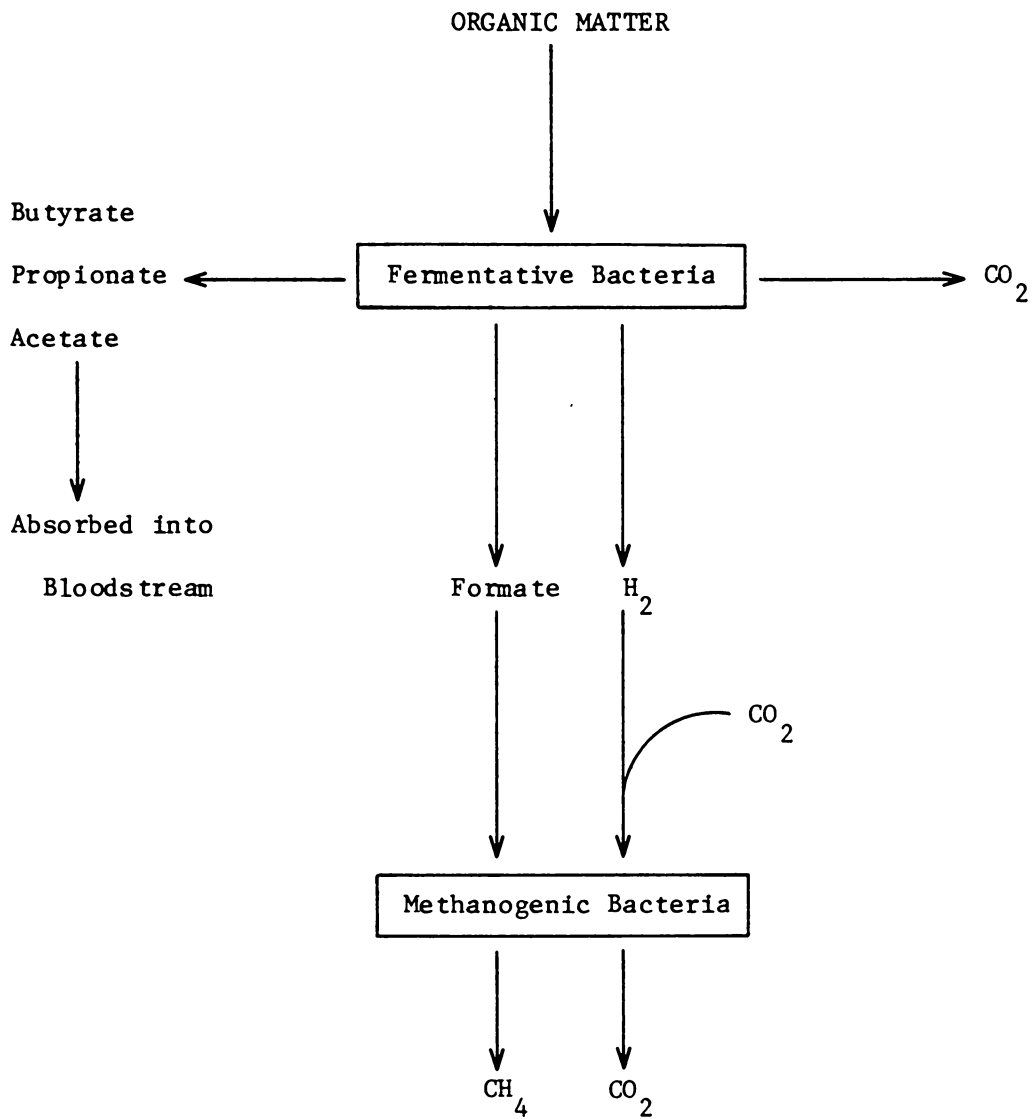 ORGANIC MATTER
Butyrate
Propionate
Acetate
Fermentative Bacteria
CO2
Absorbed into
Bloodstream
Formate
H2
CO2
Methanogenic Bacteria
CH4
CO2